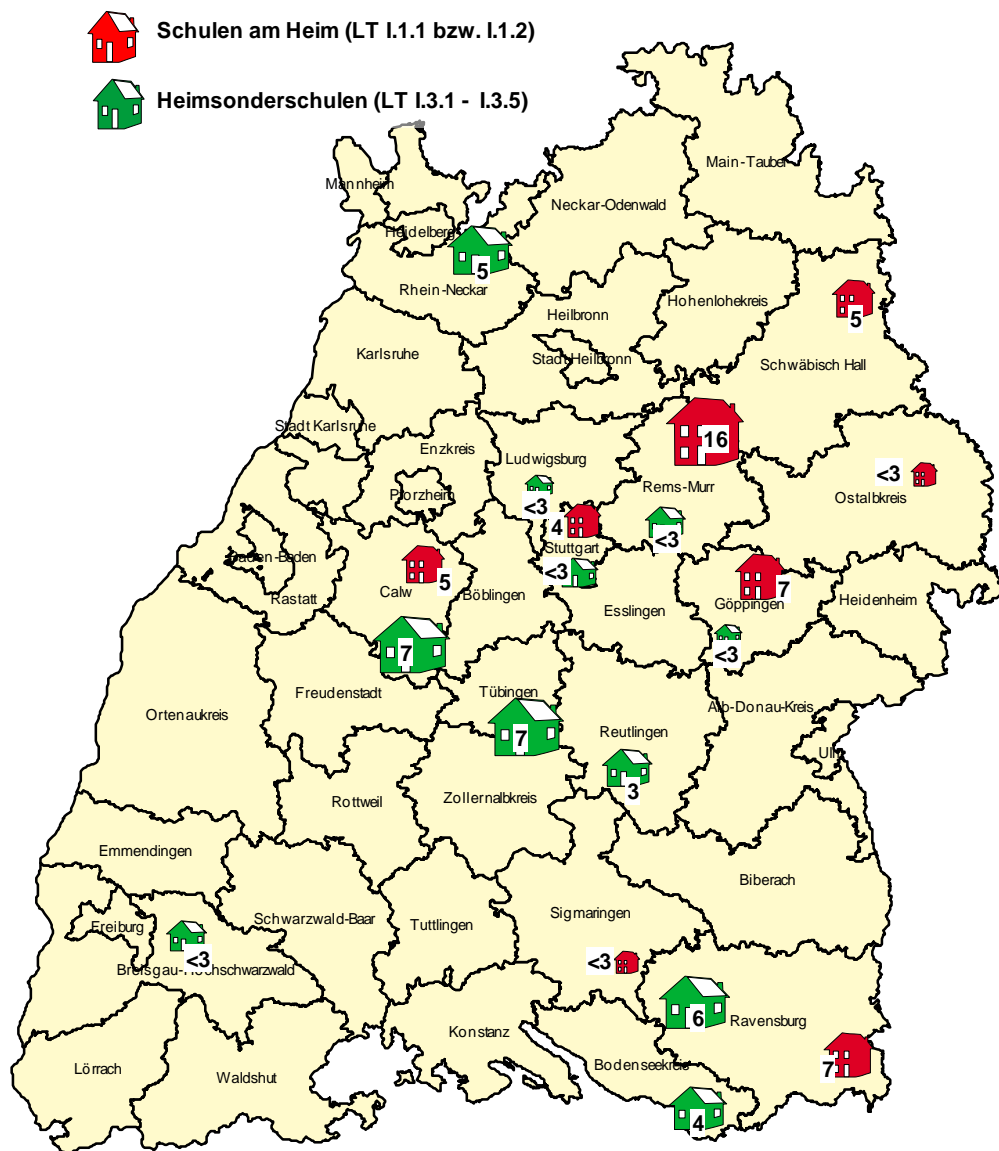 Schulen am Heim (LT I.1.1 bzw. I.1.2)
Heimsonderschulen (LT I.3.1 - I.3.5)
Main-Tauber
Mannheim
Neckar-Odenwald
Heidelberg
5
Rhein-Neckar
Hohenlohekreis
Heilbronn
5
Karlsruhe
Stadt Heilbronn
Schwäbisch Hall
Stadt Karlsruhe
16
Enzkreis
Ludwigsburg
<3
Pforzheim
Rems-Murr
Ostalbkreis
<3
4
<3
Stuttgart
Baden-Baden
<3
5
7
Calw
Böblingen
Rastatt
Esslingen
Göppingen
Heidenheim
7
<3
Freudenstadt
Tübingen
Alb-Donau-Kreis
Ortenaukreis
7
Reutlingen
Ulm
3
Rottweil
Zollernalbkreis
Emmendingen
Biberach
Freiburg
Schwarzwald-Baar
Tuttlingen
Sigmaringen
<3
<3
Breisgau-Hochschwarzwald
6
Ravensburg
Konstanz
Lörrach
Waldshut
Bodenseekreis
7
4